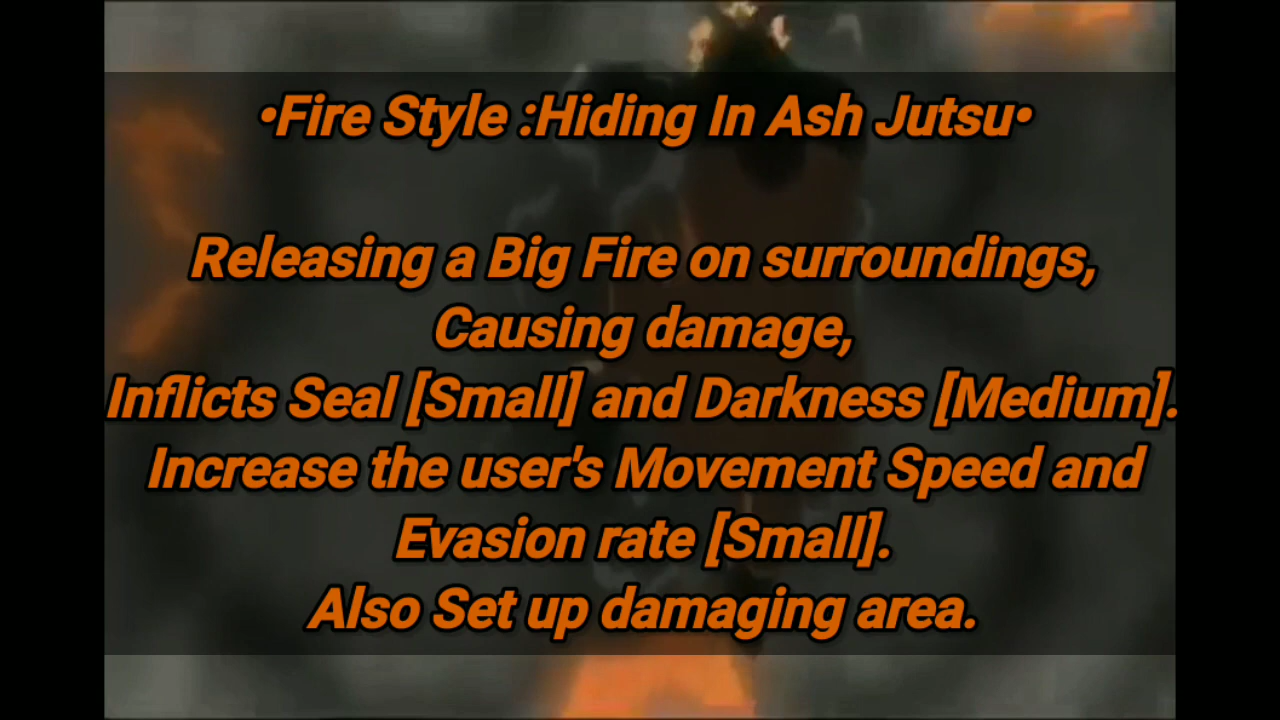 •Fire Style :Hiding In Ash Jutsu•
Releasing a Big Fire on surroundings,
Causing damage,
Inflicts Seal [Small] and Darkness [Medium].
Increase the user's Movement Speed and
Evasion rate [Small].
Also Set up damaging area.